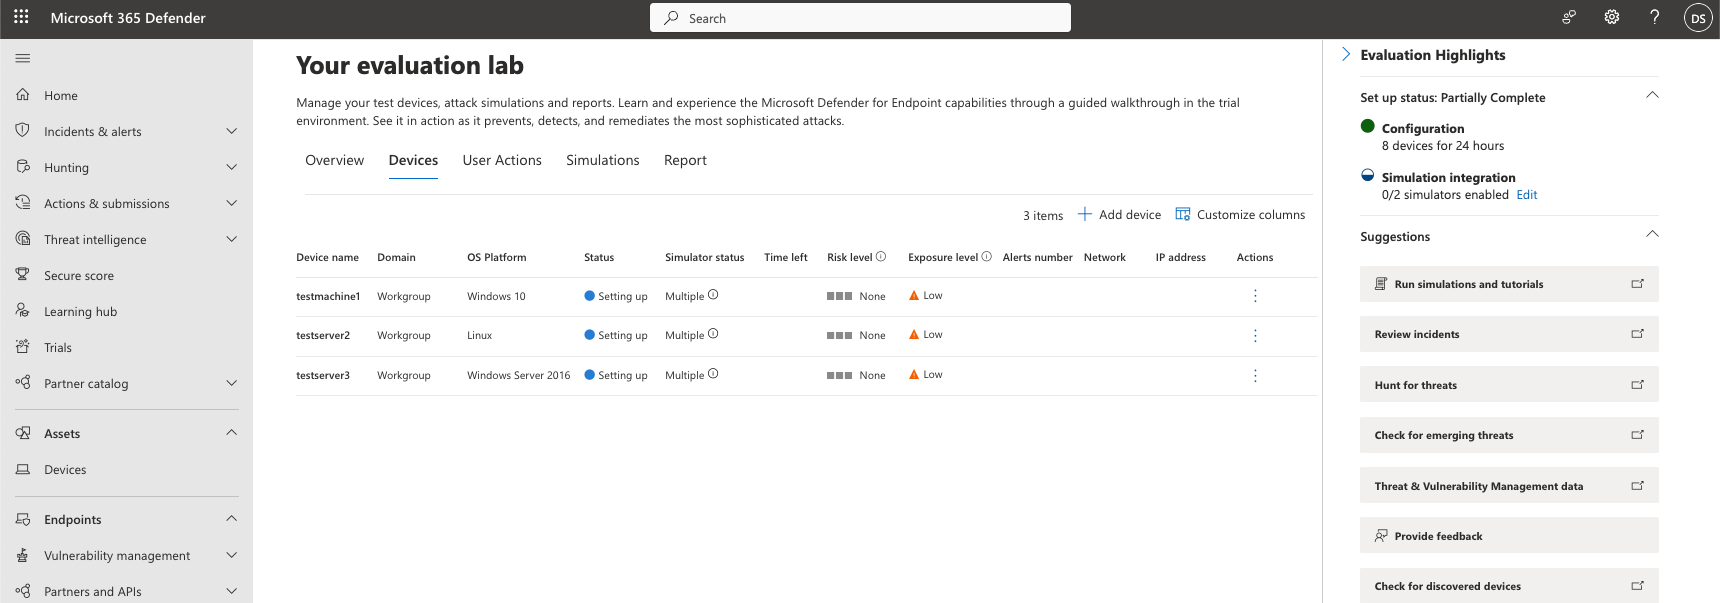 Microsoft 365 Defender
Search
DS
Home
Incidents & alerts
Hunting
Actions & submissions
Threat intelligence
Secure score
Learning hub
Trials
Partner catalog
Assets
Devices
Endpoints
Vulnerability management
Partners and APIs
Your evaluation lab
Manage your test devices, attack simulations and reports. Learn and experience the Microsoft Defender for Endpoint capabilities through a guided walkthrough in the trial
environment. See it in action as it prevents, detects, and remediates the most sophisticated attacks.
Overview Devices User Actions Simulations Report
3 items Add device Customize columns
Device name Domain OS Platform Status Simulator status Time left Risk level Exposure level Alerts number Network IP address Actions
testmachine1 Workgroup Windows 10 Setting up Multiple None Low
testserver2 Workgroup Linux Setting up Multiple None Low
testserver3 Workgroup Windows Server 2016 Setting up Multiple None Low
Evaluation Highlights
Set up status: Partially Complete
Configuration
8 devices for 24 hours
Simulation integration
0/2 simulators enabled Edit
Suggestions
Run simulations and tutorials
Review incidents
Hunt for threats
Check for emerging threats
Threat & Vulnerability Management data
Provide feedback
Check for discovered devices